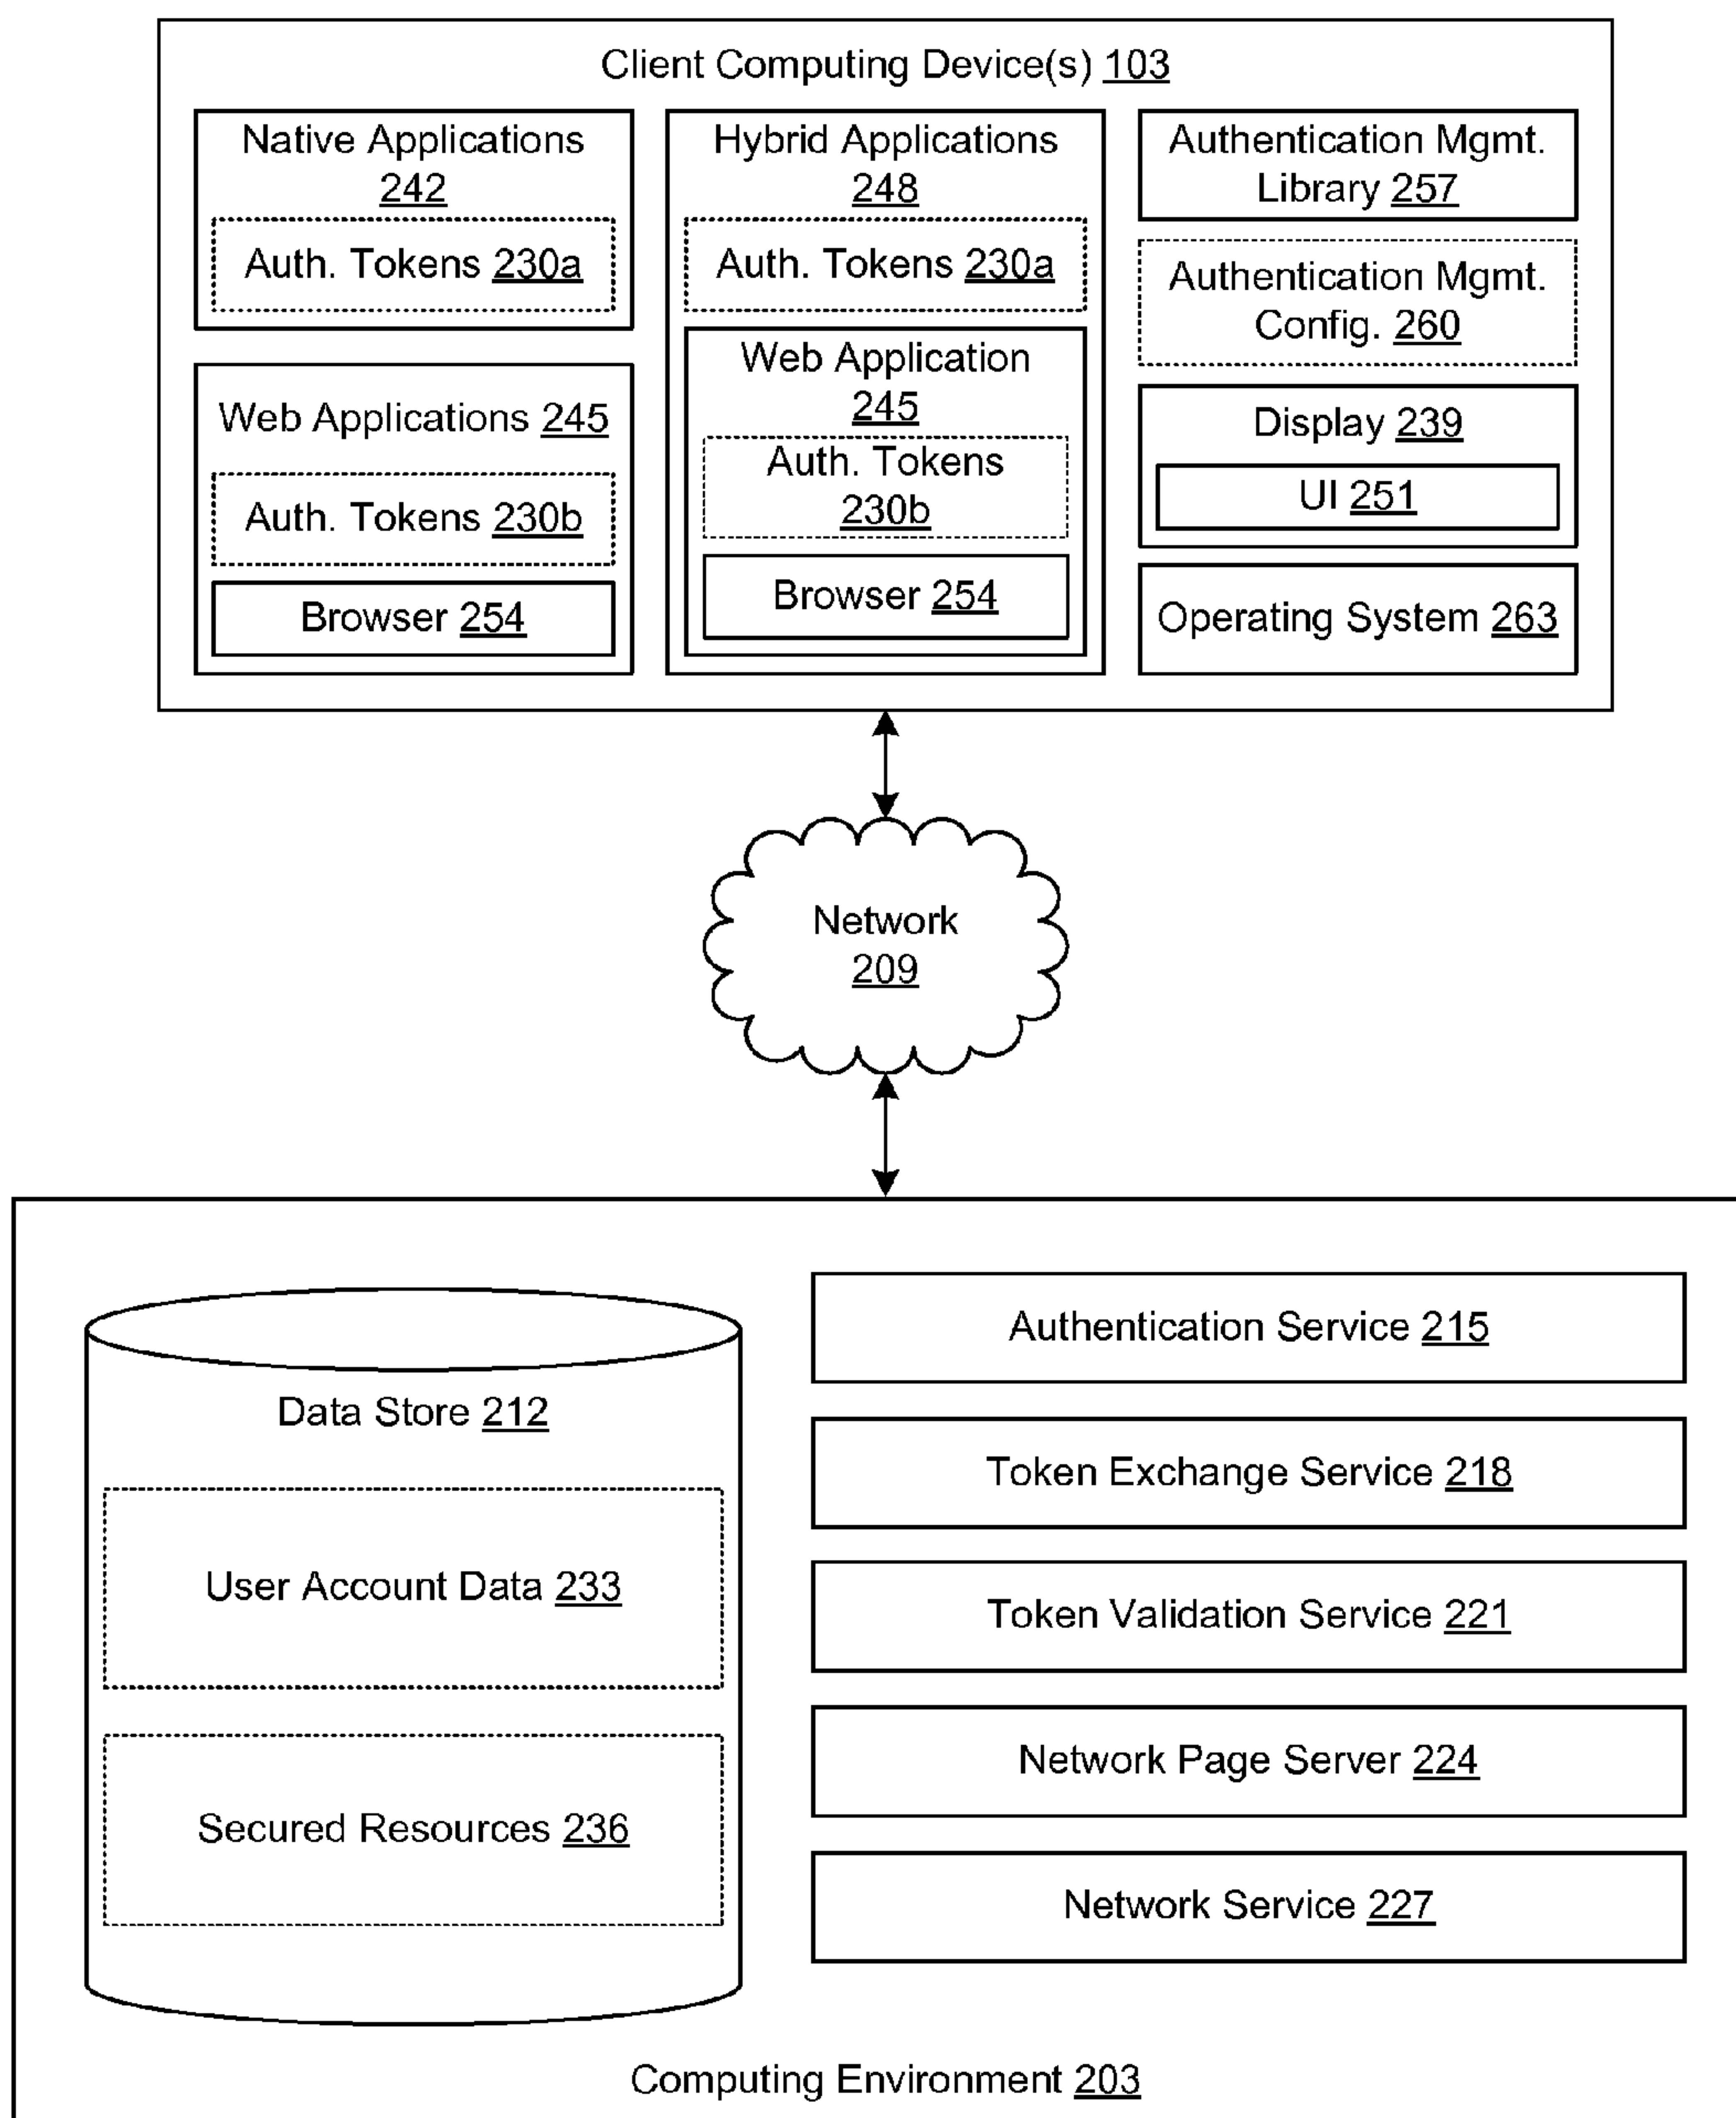 Client Computing Device(s) 103
Native Applications
242
Auth. Tokens 230a
Web Applications 245
Auth. Tokens 230b
Browser 254
Hybrid Applications
248
Auth. Tokens 230a
Web Application
245
Auth. Tokens
230b
Browser 254
Authentication Mgmt.
Library 257
Authentication Mgmt.
Config. 260
Display 239
UI 251
Operating System 263
Network
209
Data Store 212
User Account Data 233
Secured Resources 236
Authentication Service 215
Token Exchange Service 218
Token Validation Service 221
Network Page Server 224
Network Service 227
Computing Environment 203